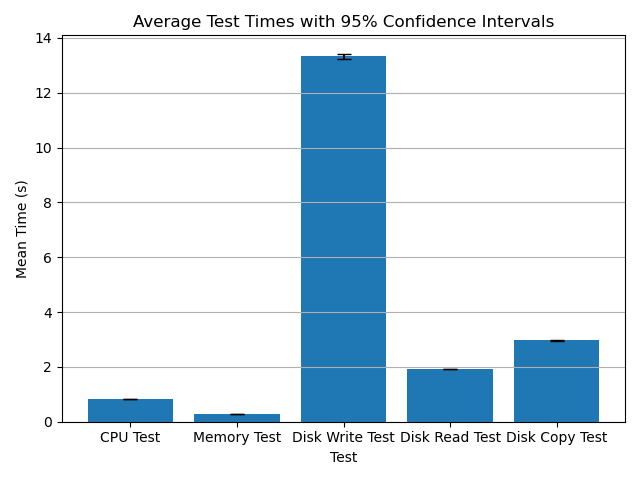 Average Test Times with 95% Confidence Intervals
14
12
10
8
6
4
2
0
Mean Time (s)
CPU Test
Memory Test
Disk Write Test
Disk Read Test
Disk Copy Test
Test